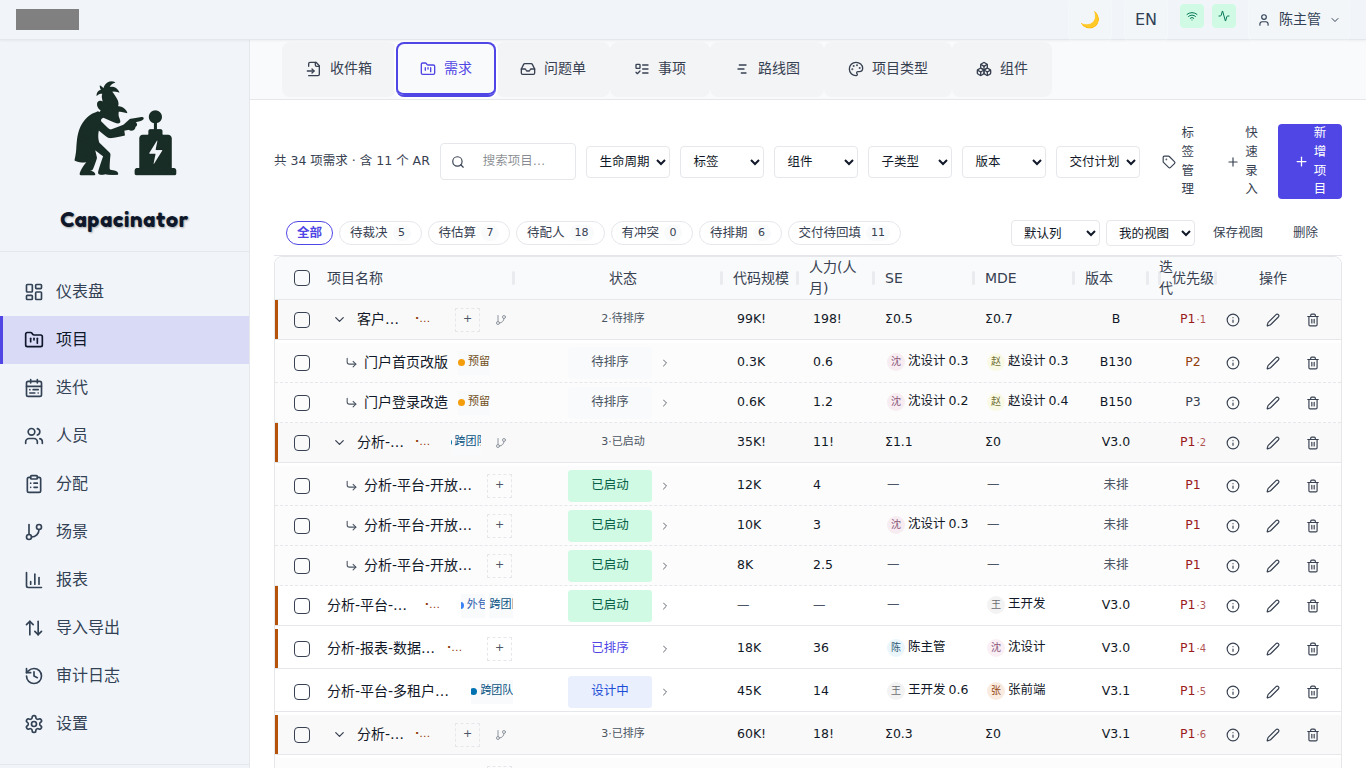 EN 陈主管
收件箱 需求 问题单 事项 路线图 项目类型 组件
Capacinator
仪表盘
项目
迭代
人员
分配
场景
报表
导入导出
审计日志
设置
共 34 项需求 · 含 11 个 AR 搜索项目... 生命周期 标签 组件 子类型 版本 交付计划 标签管理 快速录入 新增项目
全部 待裁决 5 待估算 7 待配人 18 有冲突 0 待排期 6 交付待回填 11 默认列 我的视图 保存视图 删除
项目名称 状态 代码规模 人力(人月) SE MDE 版本 迭代 优先级 操作
客户... ·... + 2·待排序 99K! 198! Σ0.5 Σ0.7 B P1·1
门户首页改版 预留 待排序 0.3K 0.6 沈 沈设计 0.3 赵 赵设计 0.3 B130 P2
门户登录改造 预留 待排序 0.6K 1.2 沈 沈设计 0.2 赵 赵设计 0.4 B150 P3
分析-... ·... 跨团队 3·已启动 35K! 11! Σ1.1 Σ0 V3.0 P1·2
分析-平台-开放... + 已启动 12K 4 — — 未排 P1
分析-平台-开放... + 已启动 10K 3 沈 沈设计 0.3 — 未排 P1
分析-平台-开放... + 已启动 8K 2.5 — — 未排 P1
分析-平台-... ·... 外包 跨团 已启动 — — — 王 王开发 V3.0 P1·3
分析-报表-数据... ·... + 已排序 18K 36 陈 陈主管 沈 沈设计 V3.0 P1·4
分析-平台-多租户... 跨团队 设计中 45K 14 王 王开发 0.6 张 张前端 V3.1 P1·5
分析-... ·... + 3·已排序 60K! 18! Σ0.3 Σ0 V3.1 P1·6